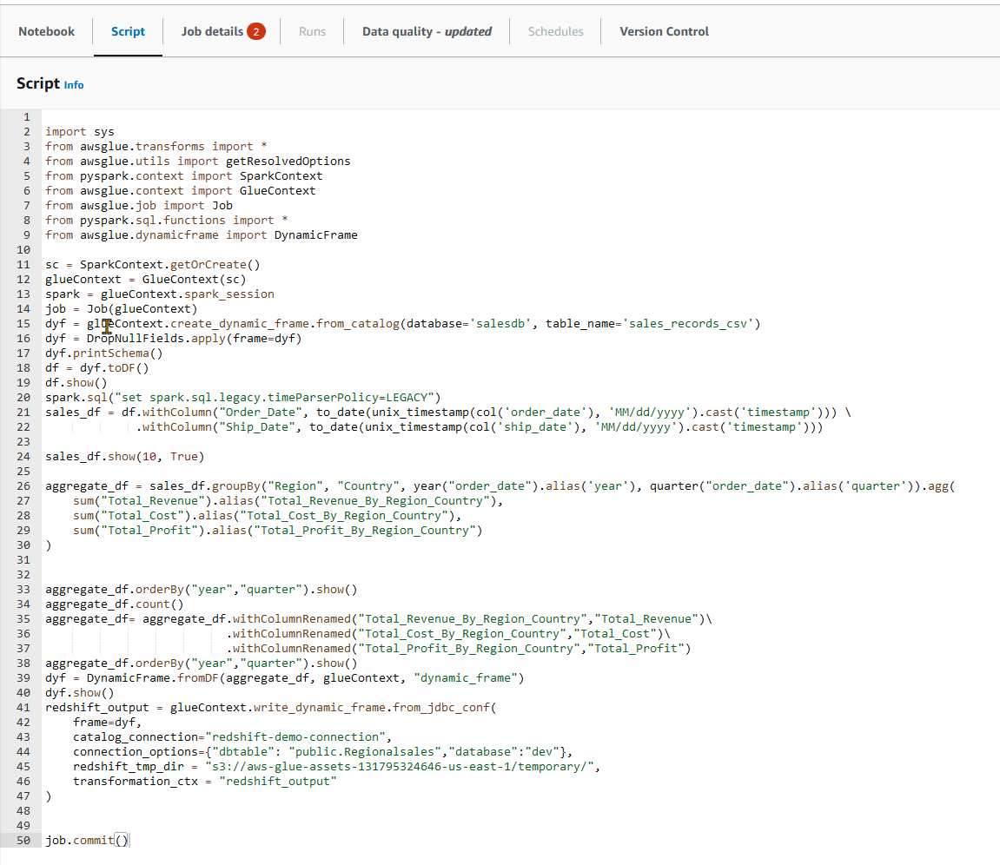 Notebook Script Job details 2 Runs Data quality - updated Schedules Version Control
Script Info
1
2 import sys
3 from awsglue.transforms import *
4 from awsglue.utils import getResolvedOptions
5 from pyspark.context import SparkContext
6 from awsglue.context import GlueContext
7 from awsglue.job import Job
8 from pyspark.sql.functions import *
9 from awsglue.dynamicframe import DynamicFrame
10
11 sc = SparkContext.getOrCreate()
12 glueContext = GlueContext(sc)
13 spark = glueContext.spark_session
14 job = Job(glueContext)
15 dyf = glueContext.create_dynamic_frame.from_catalog(database='salesdb', table_name='sales_records_csv')
16 dyf = DropNullFields.apply(frame=dyf)
17 dyf.printSchema()
18 df = dyf.toDF()
19 df.show()
20 spark.sql("set spark.sql.legacy.timeParserPolicy=LEGACY")
21 sales_df = df.withColumn("Order_Date", to_date(unix_timestamp(col('order_date'), 'MM/dd/yyyy').cast('timestamp'))) \
22 .withColumn("Ship_Date", to_date(unix_timestamp(col('ship_date'), 'MM/dd/yyyy').cast('timestamp')))
23
24 sales_df.show(10, True)
25
26 aggregate_df = sales_df.groupBy("Region", "Country", year("order_date").alias('year'), quarter("order_date").alias('quarter')).agg(
27 sum("Total_Revenue").alias("Total_Revenue_By_Region_Country"),
28 sum("Total_Cost").alias("Total_Cost_By_Region_Country"),
29 sum("Total_Profit").alias("Total_Profit_By_Region_Country")
30 )
31
32
33 aggregate_df.orderBy("year","quarter").show()
34 aggregate_df.count()
35 aggregate_df= aggregate_df.withColumnRenamed("Total_Revenue_By_Region_Country","Total_Revenue")\
36 .withColumnRenamed("Total_Cost_By_Region_Country","Total_Cost")\
37 .withColumnRenamed("Total_Profit_By_Region_Country","Total_Profit")
38 aggregate_df.orderBy("year","quarter").show()
39 dyf = DynamicFrame.fromDF(aggregate_df, glueContext, "dynamic_frame")
40 dyf.show()
41 redshift_output = glueContext.write_dynamic_frame.from_jdbc_conf(
42 frame=dyf,
43 catalog_connection="redshift-demo-connection",
44 connection_options={"dbtable": "public.Regionalsales","database":"dev"},
45 redshift_tmp_dir = "s3://aws-glue-assets-131795324646-us-east-1/temporary/",
46 transformation_ctx = "redshift_output"
47 )
48
49
50 job.commit()